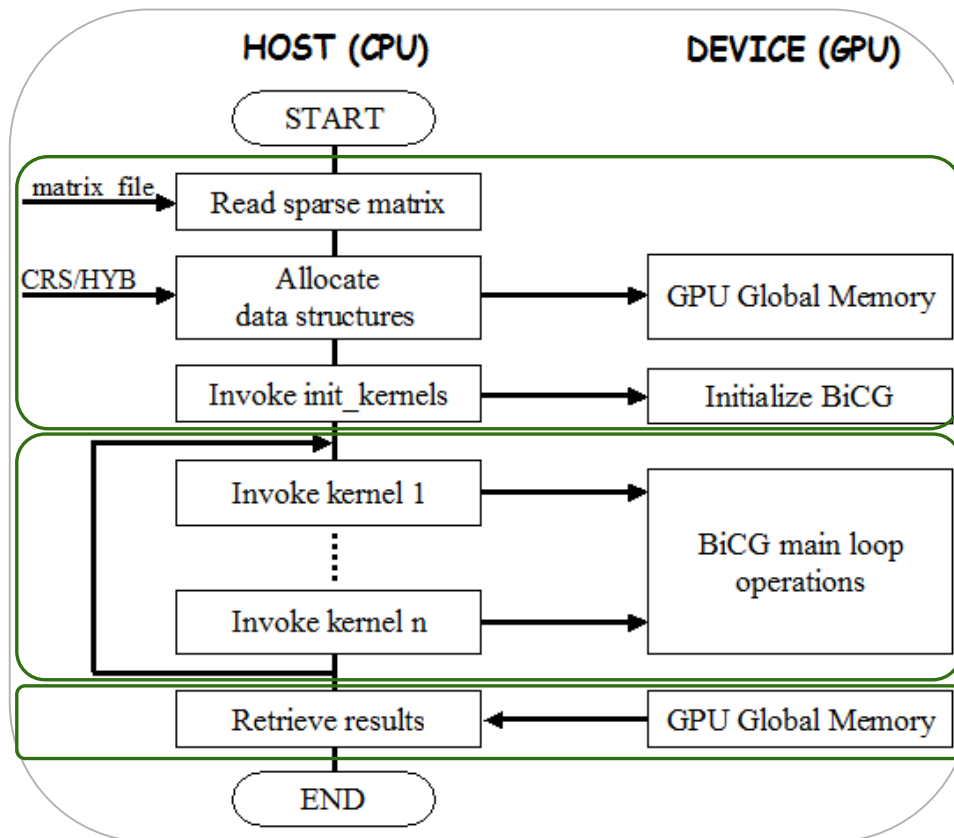 HOST (CPU)
DEVICE (GPU)
START
matrix_file
Read sparse matrix
CRS/HYB
Allocate
data structures
GPU Global Memory
Invoke init_kernels
Initialize BiCG
Invoke kernel 1
BiCG main loop
operations
Invoke kernel n
Retrieve results
GPU Global Memory
END